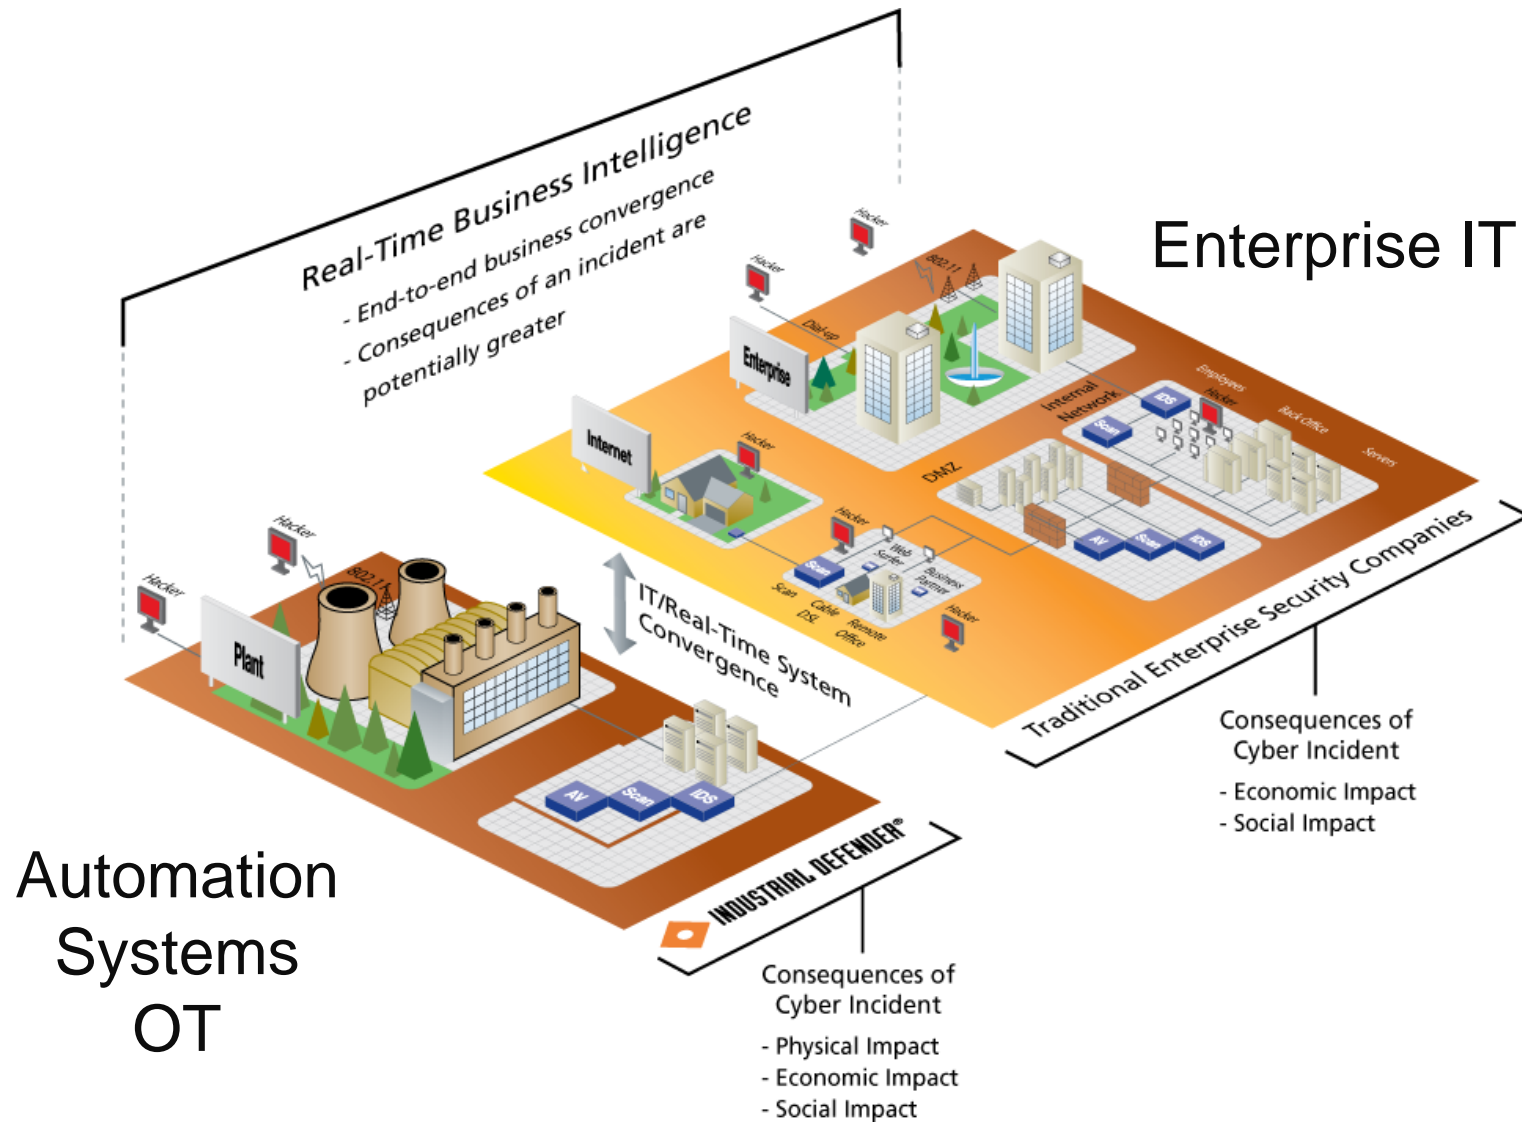 Real-Time Business Intelligence
- End-to-end business convergence
- Consequences of an incident are
potentially greater
Enterprise IT
Hacker
Hacker
802.11
Dial-up
Enterprise
Internal
Network
IDS
Scan
Employees
Hacker
Back Office
Servers
Internet
Hacker
DMZ
AV
Scan
IDS
Hacker
Scan
Web
Surfer
Business
Partner
Scan
Cable
DSL
Remote
Office
Hacker
Traditional Enterprise Security Companies
Consequences of
Cyber Incident
- Economic Impact
- Social Impact
Hacker
Hacker
802.11
Plant
IT/Real-Time System
Convergence
AV
Scan
IDS
INDUSTRIAL DEFENDER®
Automation
Systems
OT
Consequences of
Cyber Incident
- Physical Impact
- Economic Impact
- Social Impact